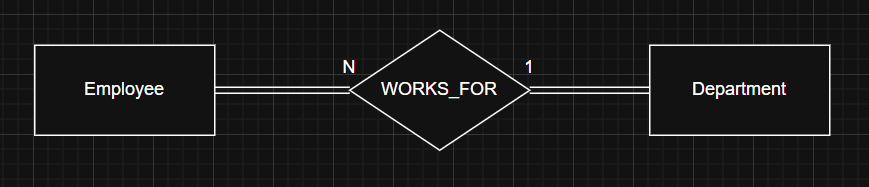 N
1
Employee
WORKS_FOR
Department